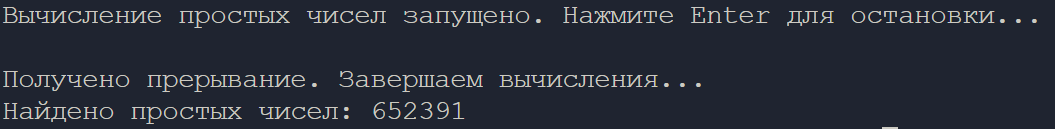 Вычисление простых чисел запущено. Нажмите Enter для остановки...
Получено прерывание. Завершаем вычисления...
Найдено простых чисел: 652391